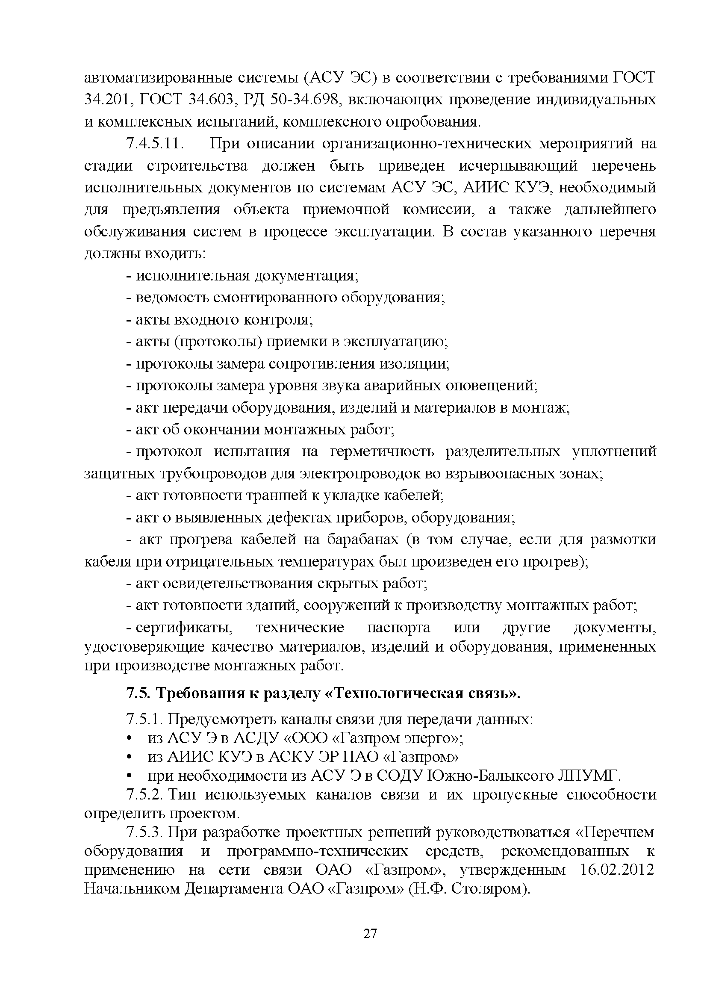 автоматизированные системы (АСУ ЭС) в соответствии с требованиями ГОСТ
34.201, ГОСТ 34.603, РД 50-34.698, включающих проведение индивидуальных
и комплексных испытаний, комплексного опробования.
7.4.5.11. При описании организационно-технических мероприятий на
стадии строительства должен быть приведен исчерпывающий перечень
исполнительных документов по системам АСУ ЭС, АИИС КУЭ, необходимый
для предъявления объекта приемочной комиссии, а также дальнейшего
обслуживания систем в процессе эксплуатации. В состав указанного перечня
должны входить:
- исполнительная документация;
- ведомость смонтированного оборудования;
- акты входного контроля;
- акты (протоколы) приемки в эксплуатацию;
- протоколы замера сопротивления изоляции;
- протоколы замера уровня звука аварийных оповещений;
- акт передачи оборудования, изделий и материалов в монтаж;
- акт об окончании монтажных работ;
- протокол испытания на герметичность разделительных уплотнений
защитных трубопроводов для электропроводок во взрывоопасных зонах;
- акт готовности траншей к укладке кабелей;
- акт о выявленных дефектах приборов, оборудования;
- акт прогрева кабелей на барабанах (в том случае, если для размотки
кабеля при отрицательных температурах был произведен его прогрев);
- акт освидетельствования скрытых работ;
- акт готовности зданий, сооружений к производству монтажных работ;
- сертификаты, технические паспорта или другие документы,
удостоверяющие качество материалов, изделий и оборудования, примененных
при производстве монтажных работ.
7.5. Требования к разделу «Технологическая связь».
7.5.1. Предусмотреть каналы связи для передачи данных:
• из АСУ Э в АСДУ «ООО «Газпром энерго»;
• из АИИС КУЭ в АСКУ ЭР ПАО «Газпром»
• при необходимости из АСУ Э в СОДУ Южно-Балыксого ЛПУМГ.
7.5.2. Тип используемых каналов связи и их пропускные способности
определить проектом.
7.5.3. При разработке проектных решений руководствоваться «Перечнем
оборудования и программно-технических средств, рекомендованных к
применению на сети связи ОАО «Газпром», утвержденным 16.02.2012
Начальником Департамента ОАО «Газпром» (Н.Ф. Столяром).
27